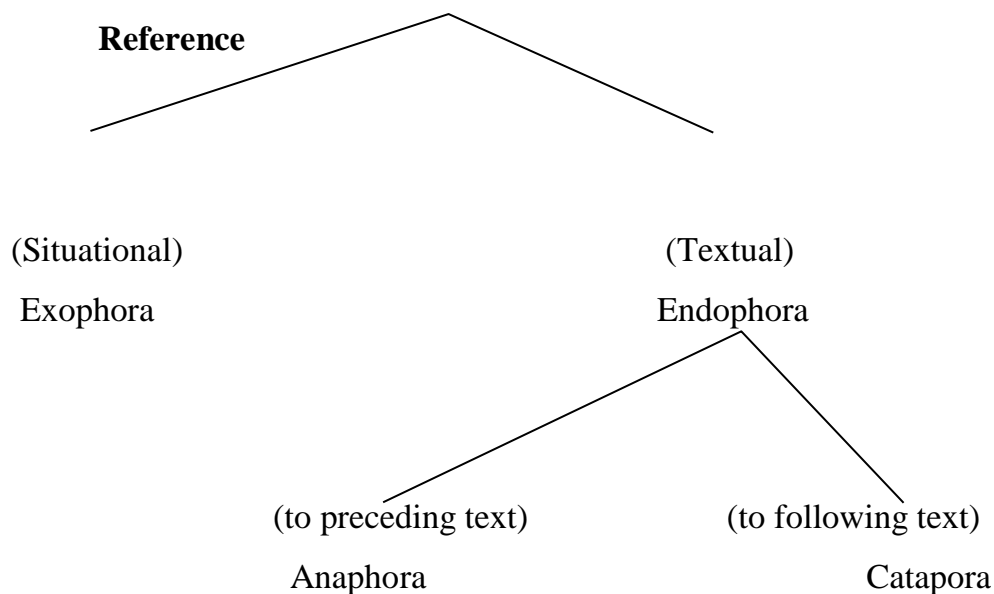 Reference
(Situational) (Textual)
Exophora Endophora
(to preceding text) (to following text)
Anaphora Catapora